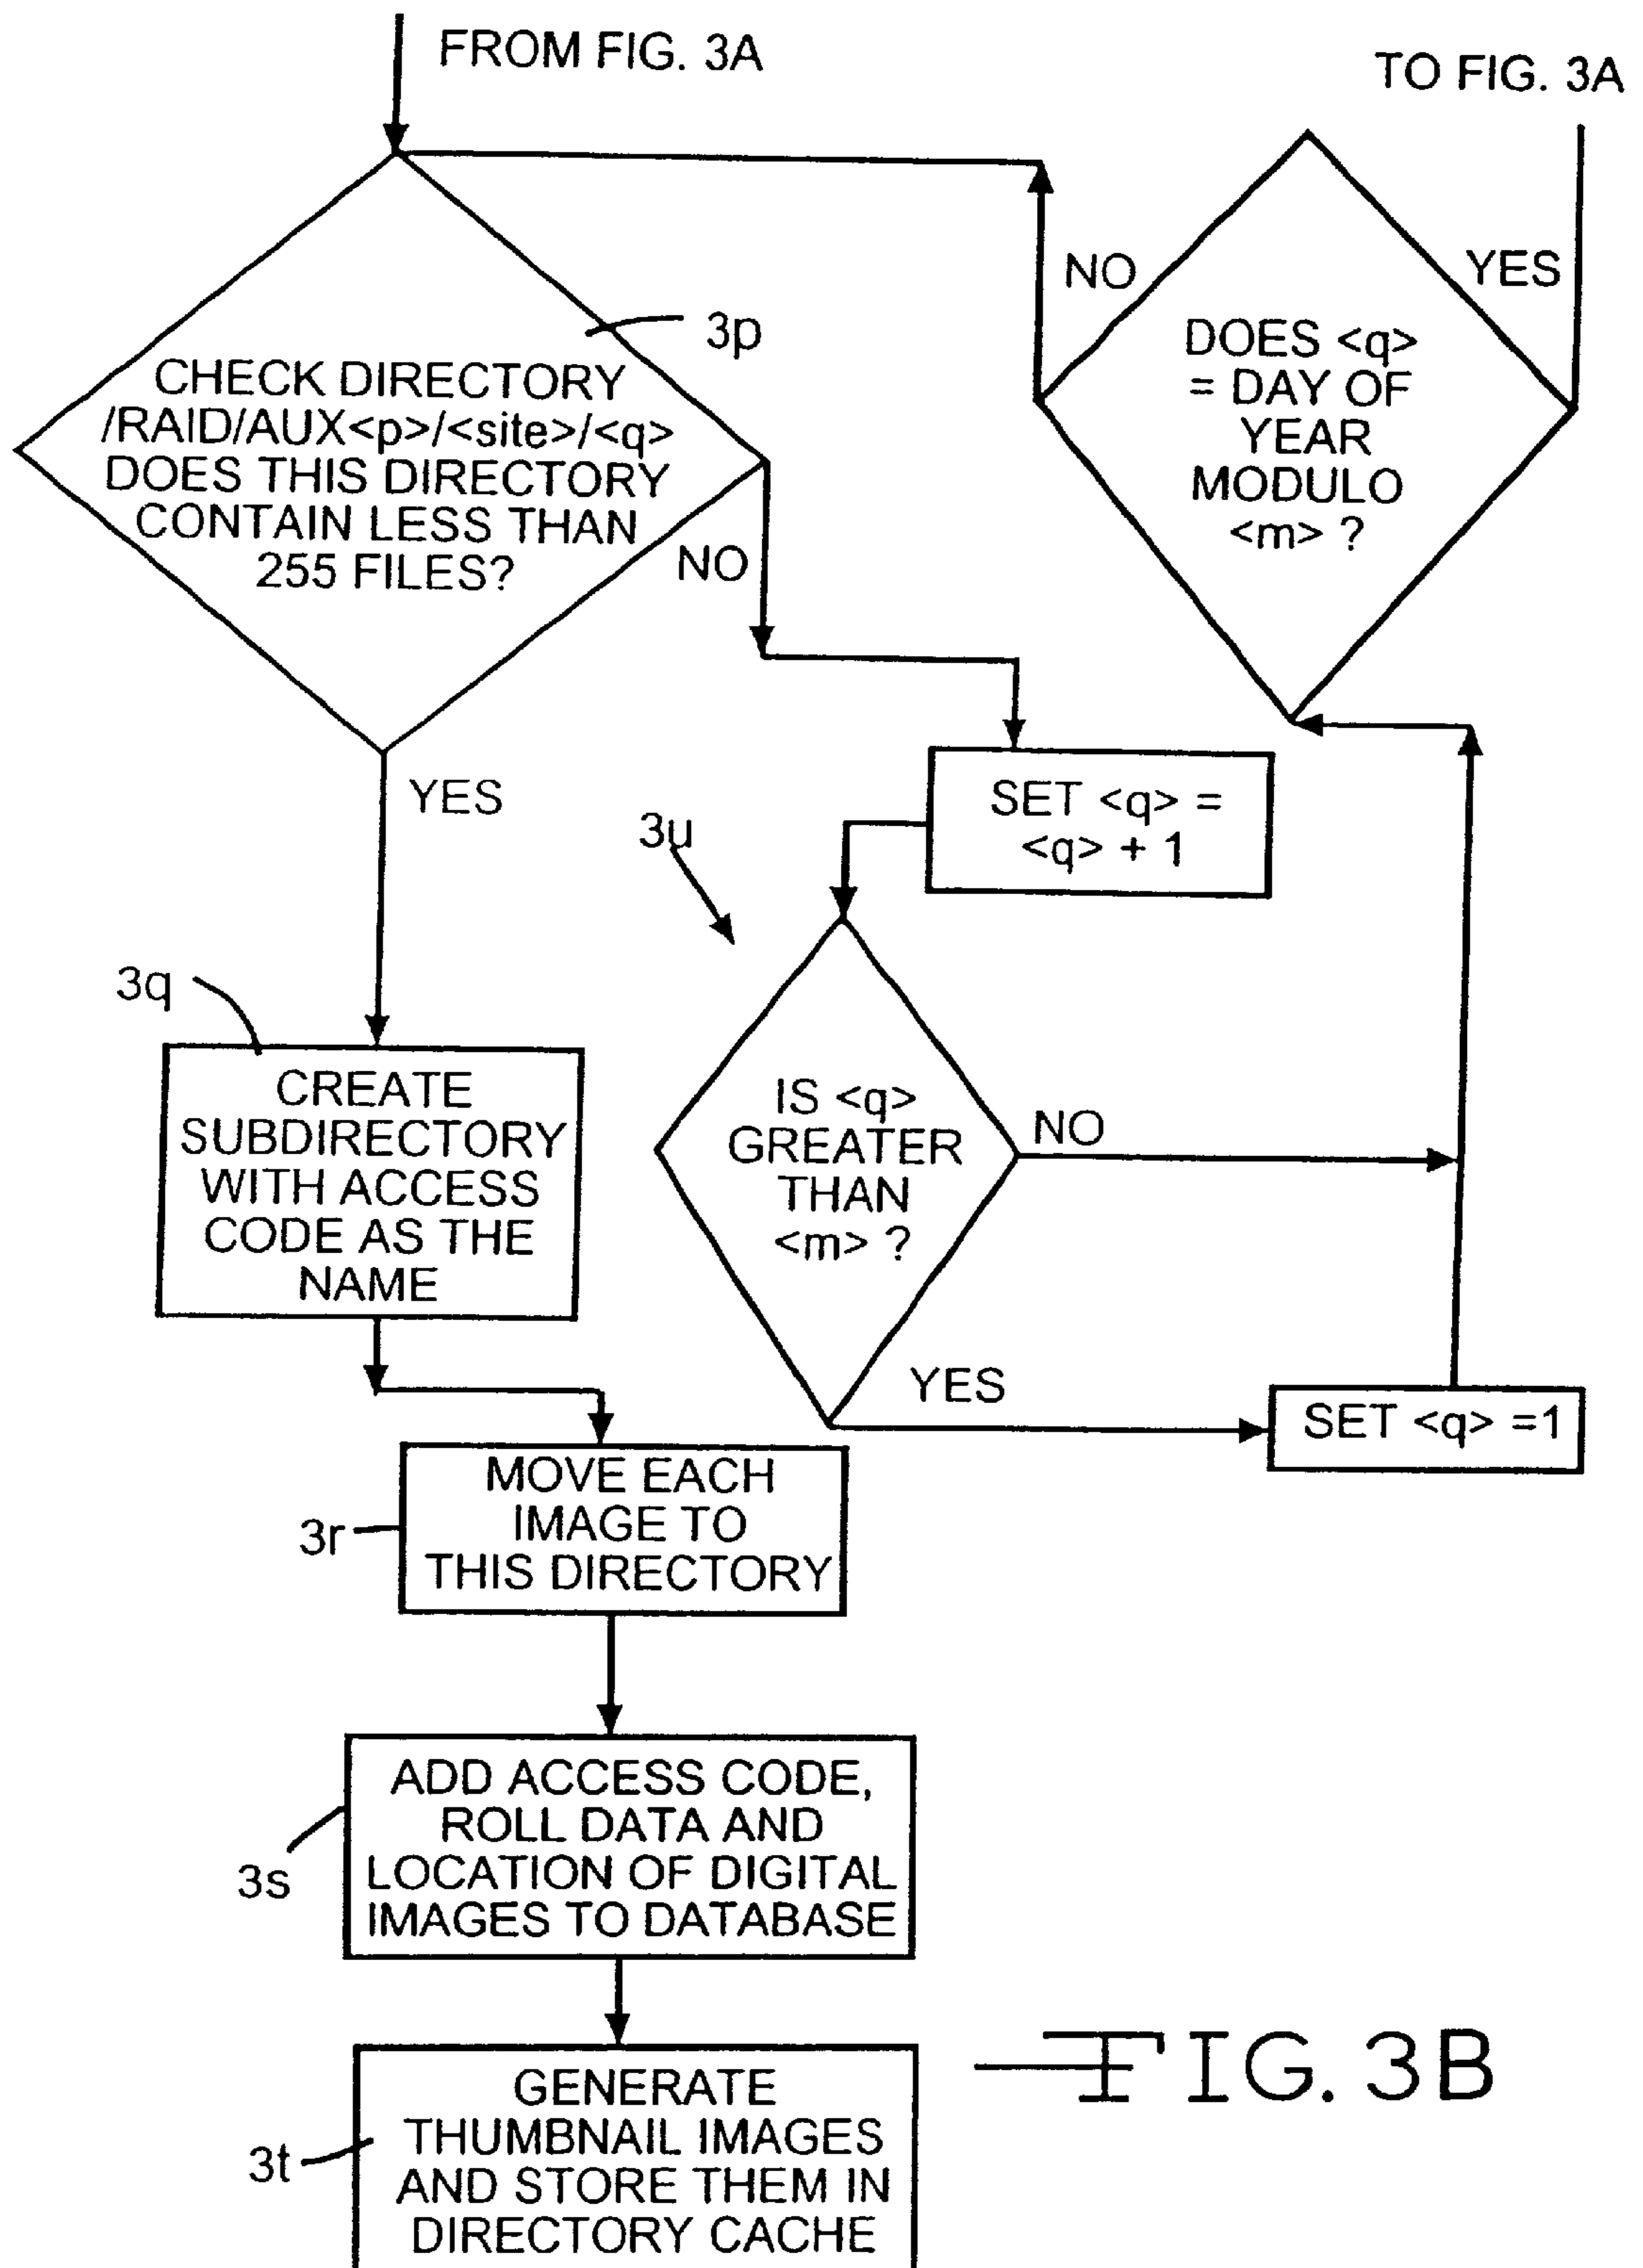 FROM FIG. 3A
TO FIG. 3A
3p
CHECK DIRECTORY
/RAID/AUX<p>/<site>/<q>
DOES THIS DIRECTORY
CONTAIN LESS THAN
255 FILES?
NO
YES
NO
YES
DOES <q>
= DAY OF
YEAR
MODULO
<m> ?
SET <q> =
<q> + 1
3u
IS <q>
GREATER
THAN
<m> ?
NO
YES
SET <q> =1
3q
CREATE
SUBDIRECTORY
WITH ACCESS
CODE AS THE
NAME
3r
MOVE EACH
IMAGE TO
THIS DIRECTORY
3s
ADD ACCESS CODE,
ROLL DATA AND
LOCATION OF DIGITAL
IMAGES TO DATABASE
3t
GENERATE
THUMBNAIL IMAGES
AND STORE THEM IN
DIRECTORY CACHE
FIG. 3B